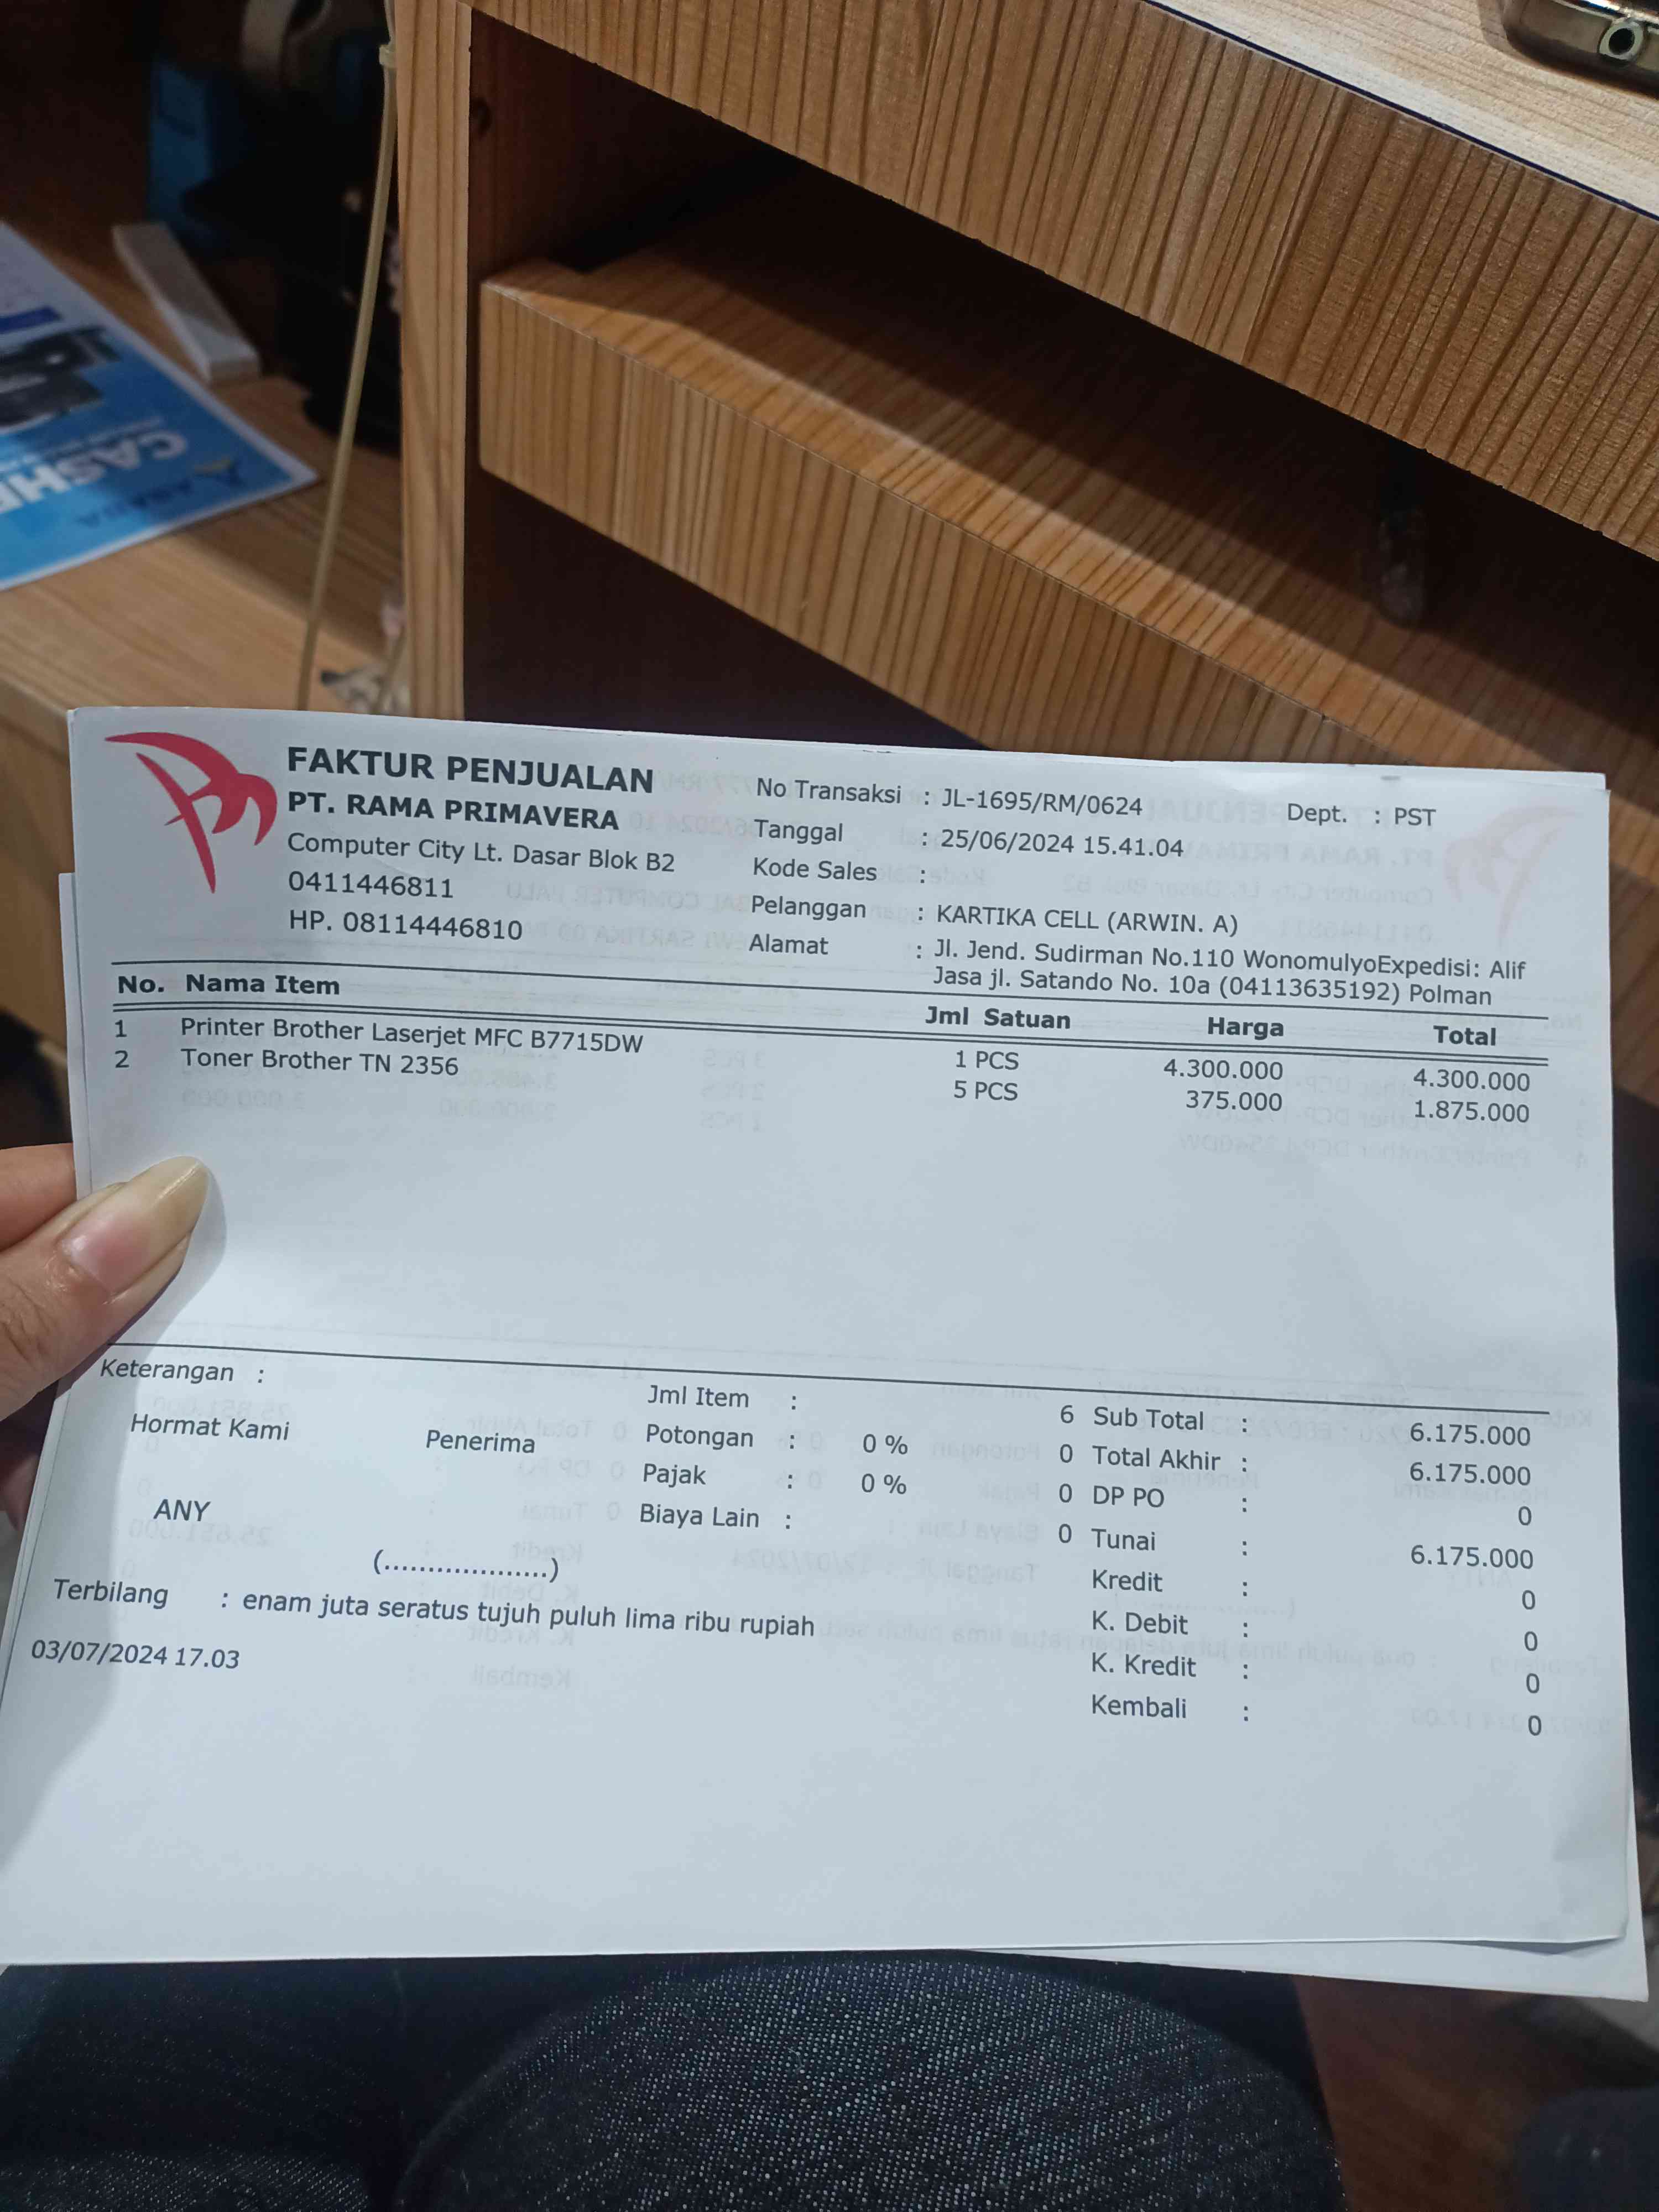 FAKTUR PENJUALAN
PT. RAMA PRIMAVERA
Computer City Lt. Dasar Blok B2
0411446811
HP. 08114446810
No Transaksi : JL-1695/RM/0624 Dept. : PST
Tanggal : 25/06/2024 15.41.04
Kode Sales :
Pelanggan : KARTIKA CELL (ARWIN. A)
Alamat : Jl. Jend. Sudirman No.110 WonomulyoExpedisi: Alif
Jasa jl. Satando No. 10a (04113635192) Polman
No. Nama Item Jml Satuan Harga Total
1 Printer Brother Laserjet MFC B7715DW 1 PCS 4.300.000 4.300.000
2 Toner Brother TN 2356 5 PCS 375.000 1.875.000
Keterangan :
Hormat Kami Penerima
ANY
(...................)
Jml Item : 6
Potongan : 0 % 0
Pajak : 0 % 0
Biaya Lain : 0
Sub Total : 6.175.000
Total Akhir : 6.175.000
DP PO : 0
Tunai : 6.175.000
Kredit : 0
K. Debit : 0
K. Kredit : 0
Kembali : 0
Terbilang : enam juta seratus tujuh puluh lima ribu rupiah
03/07/2024 17.03